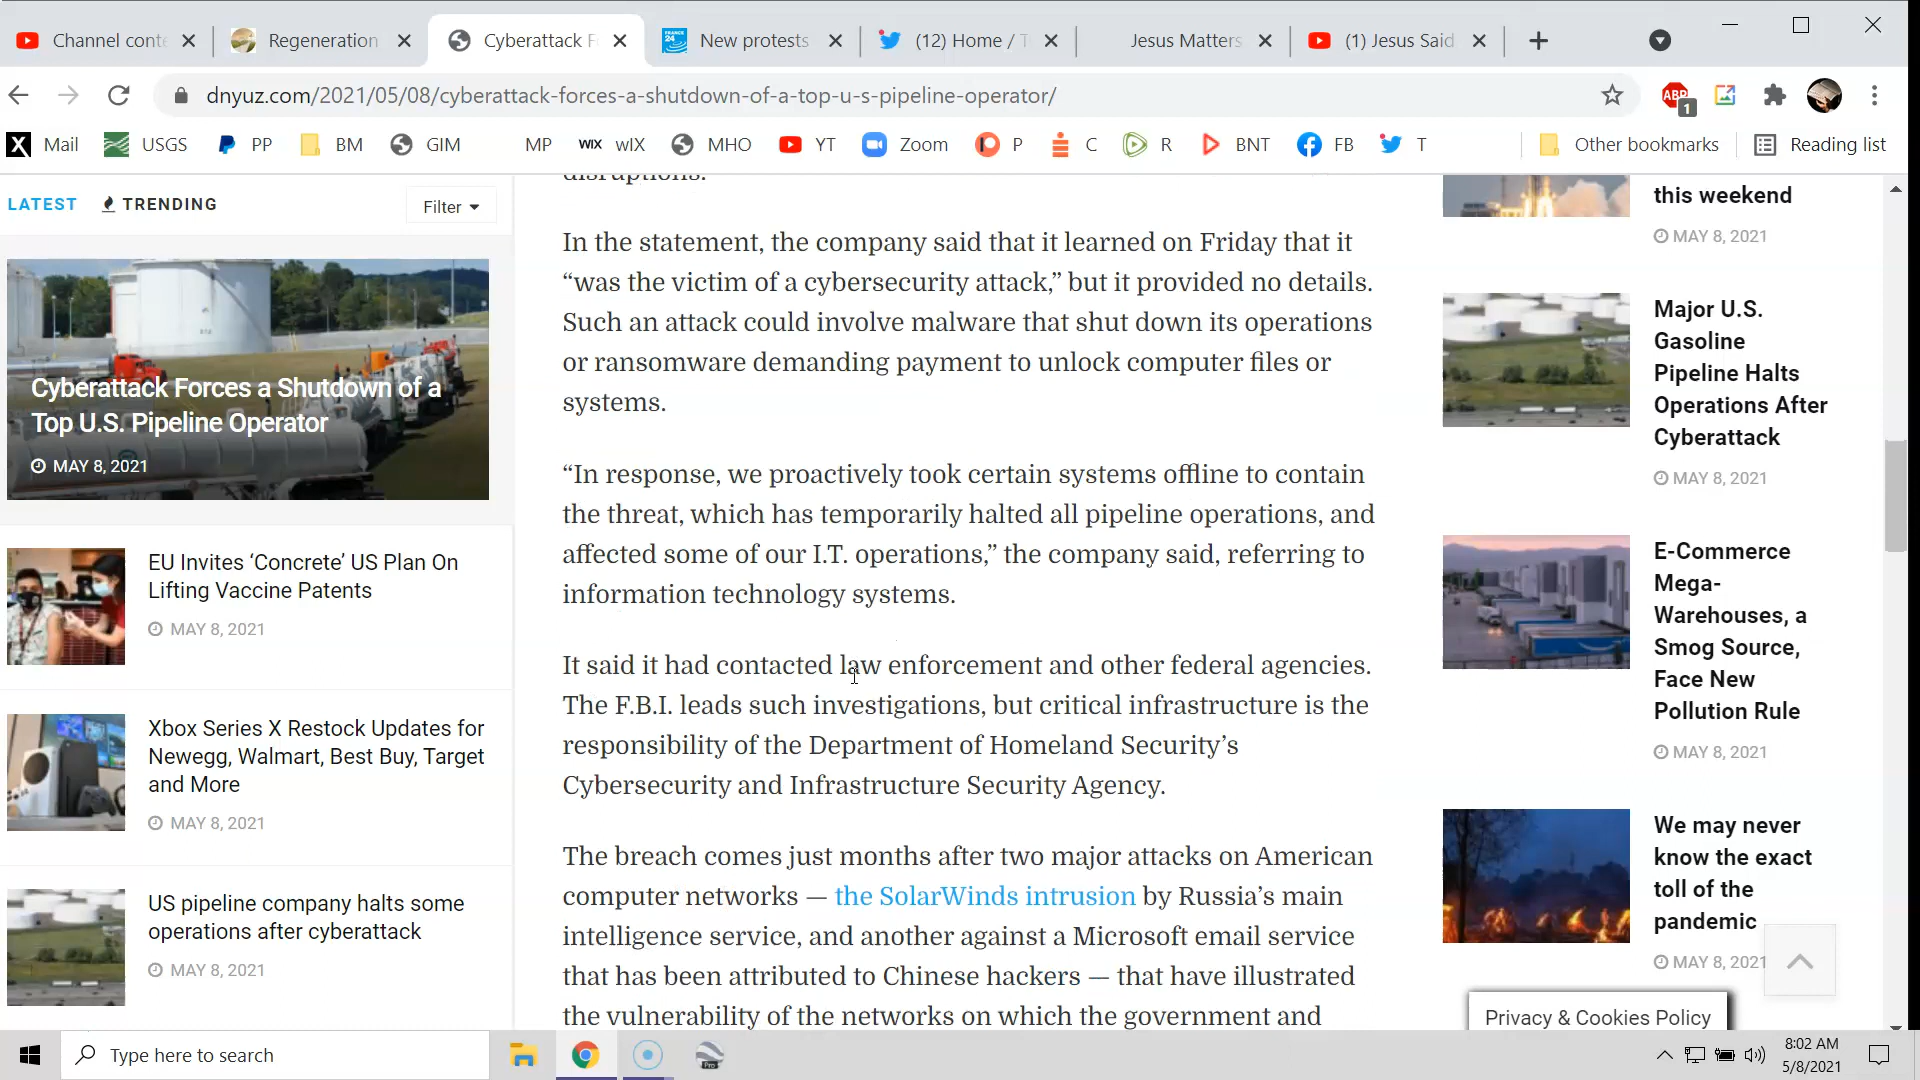 Channel cont
Regeneration
Cyberattack F
FRANCE 24
New protests
(12) Home / T
Jesus Matters
(1) Jesus Said
dnyuz.com/2021/05/08/cyberattack-forces-a-shutdown-of-a-top-u-s-pipeline-operator/
ABP
1
X Mail
USGS
PP
BM
GIM
MP
WIX wIX
MHO
YT
Zoom
P
C
R
BNT
FB
T
Other bookmarks
Reading list
LATEST
TRENDING
Filter
Cyberattack Forces a Shutdown of a
Top U.S. Pipeline Operator
MAY 8, 2021
EU Invites ‘Concrete’ US Plan On
Lifting Vaccine Patents
MAY 8, 2021
Xbox Series X Restock Updates for
Newegg, Walmart, Best Buy, Target
and More
MAY 8, 2021
US pipeline company halts some
operations after cyberattack
MAY 8, 2021
disruptions.
In the statement, the company said that it learned on Friday that it
“was the victim of a cybersecurity attack,” but it provided no details.
Such an attack could involve malware that shut down its operations
or ransomware demanding payment to unlock computer files or
systems.
“In response, we proactively took certain systems offline to contain
the threat, which has temporarily halted all pipeline operations, and
affected some of our I.T. operations,” the company said, referring to
information technology systems.
It said it had contacted law enforcement and other federal agencies.
The F.B.I. leads such investigations, but critical infrastructure is the
responsibility of the Department of Homeland Security’s
Cybersecurity and Infrastructure Security Agency.
The breach comes just months after two major attacks on American
computer networks — the SolarWinds intrusion by Russia’s main
intelligence service, and another against a Microsoft email service
that has been attributed to Chinese hackers — that have illustrated
the vulnerability of the networks on which the government and
this weekend
MAY 8, 2021
Major U.S.
Gasoline
Pipeline Halts
Operations After
Cyberattack
MAY 8, 2021
E-Commerce
Mega-
Warehouses, a
Smog Source,
Face New
Pollution Rule
MAY 8, 2021
We may never
know the exact
toll of the
pandemic
MAY 8, 2021
Privacy & Cookies Policy
Type here to search
8:02 AM
5/8/2021